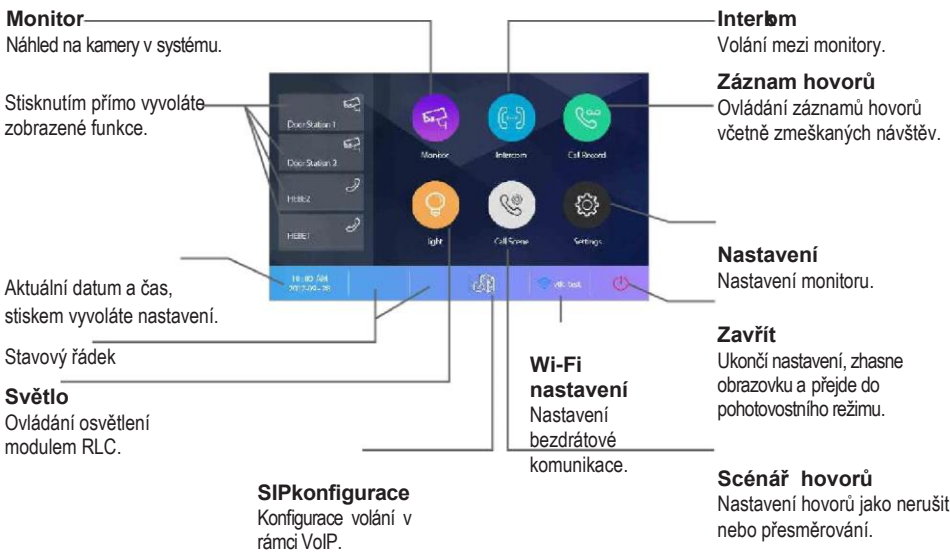 Monitor
Náhled na kamery v systému.
Stisknutím přímo vyvoláte
zobrazené funkce.
Aktuální datum a čas,
stiskem vyvoláte nastavení.
Stavový řádek
Světlo
Ovládání osvětlení
modulem RLC.
Door Station 1
Door Station 2
HEBE2
HEBE1
Monitor
Intercom
Call Record
Light
Call Scene
Settings
SIPkonfigurace
Konfigurace volání v
rámci VoIP.
Wi-Fi
nastavení
Nastavení
bezdrátové
komunikace.
Volání mezi monitory.
Záznam hovorů
Ovládání záznamů hovorů
včetně zmeškaných návštěv.
Nastavení
Nastavení monitoru.
Zavřít
Ukončí nastavení, zhasne
obrazovku a přejde do
pohotovostního režimu.
Scénář hovorů
Nastavení hovorů jako nerušit
nebo přesměrování.